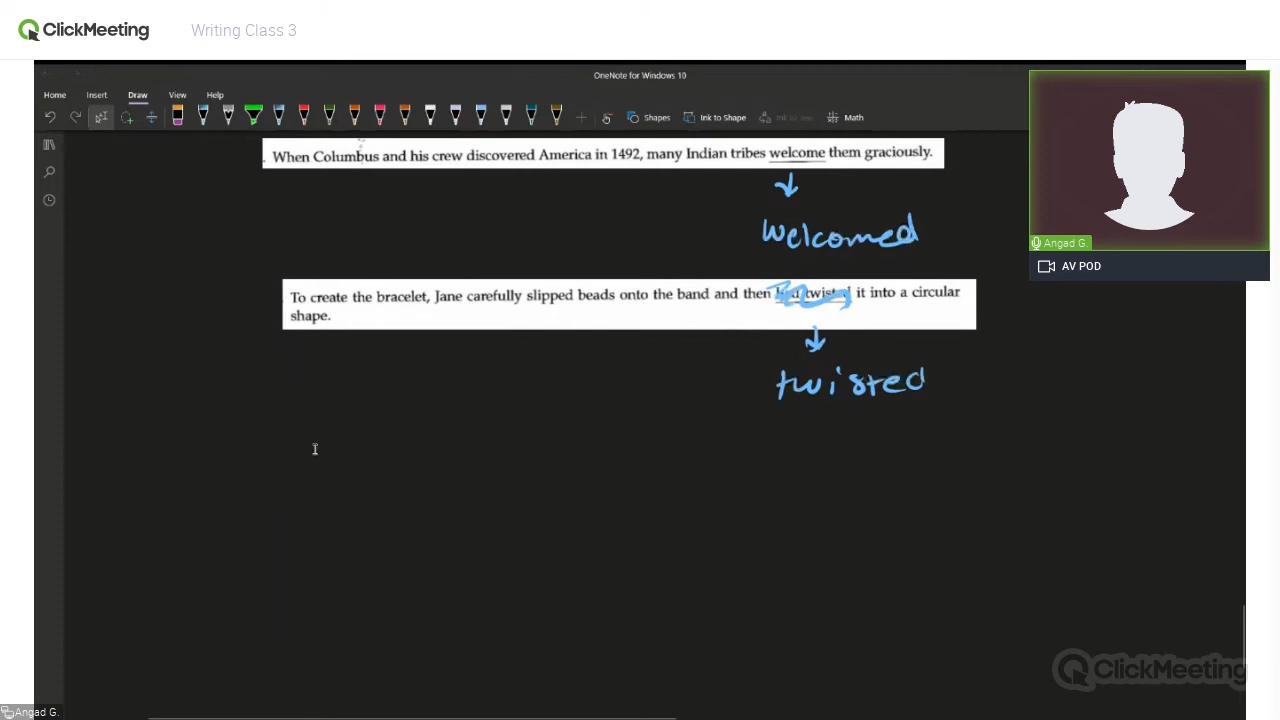 ClickMeeting
Writing Class 3
OneNote for Windows 10
Home Insert Draw View Help
Shapes Ink to Shape Math
. When Columbus and his crew discovered America in 1492, many Indian tribes welcome them graciously.
Welcomed
To create the bracelet, Jane carefully slipped beads onto the band and then twisted it into a circular
shape.
twisted
Angad G.
AV POD
ClickMeeting
Angad G.